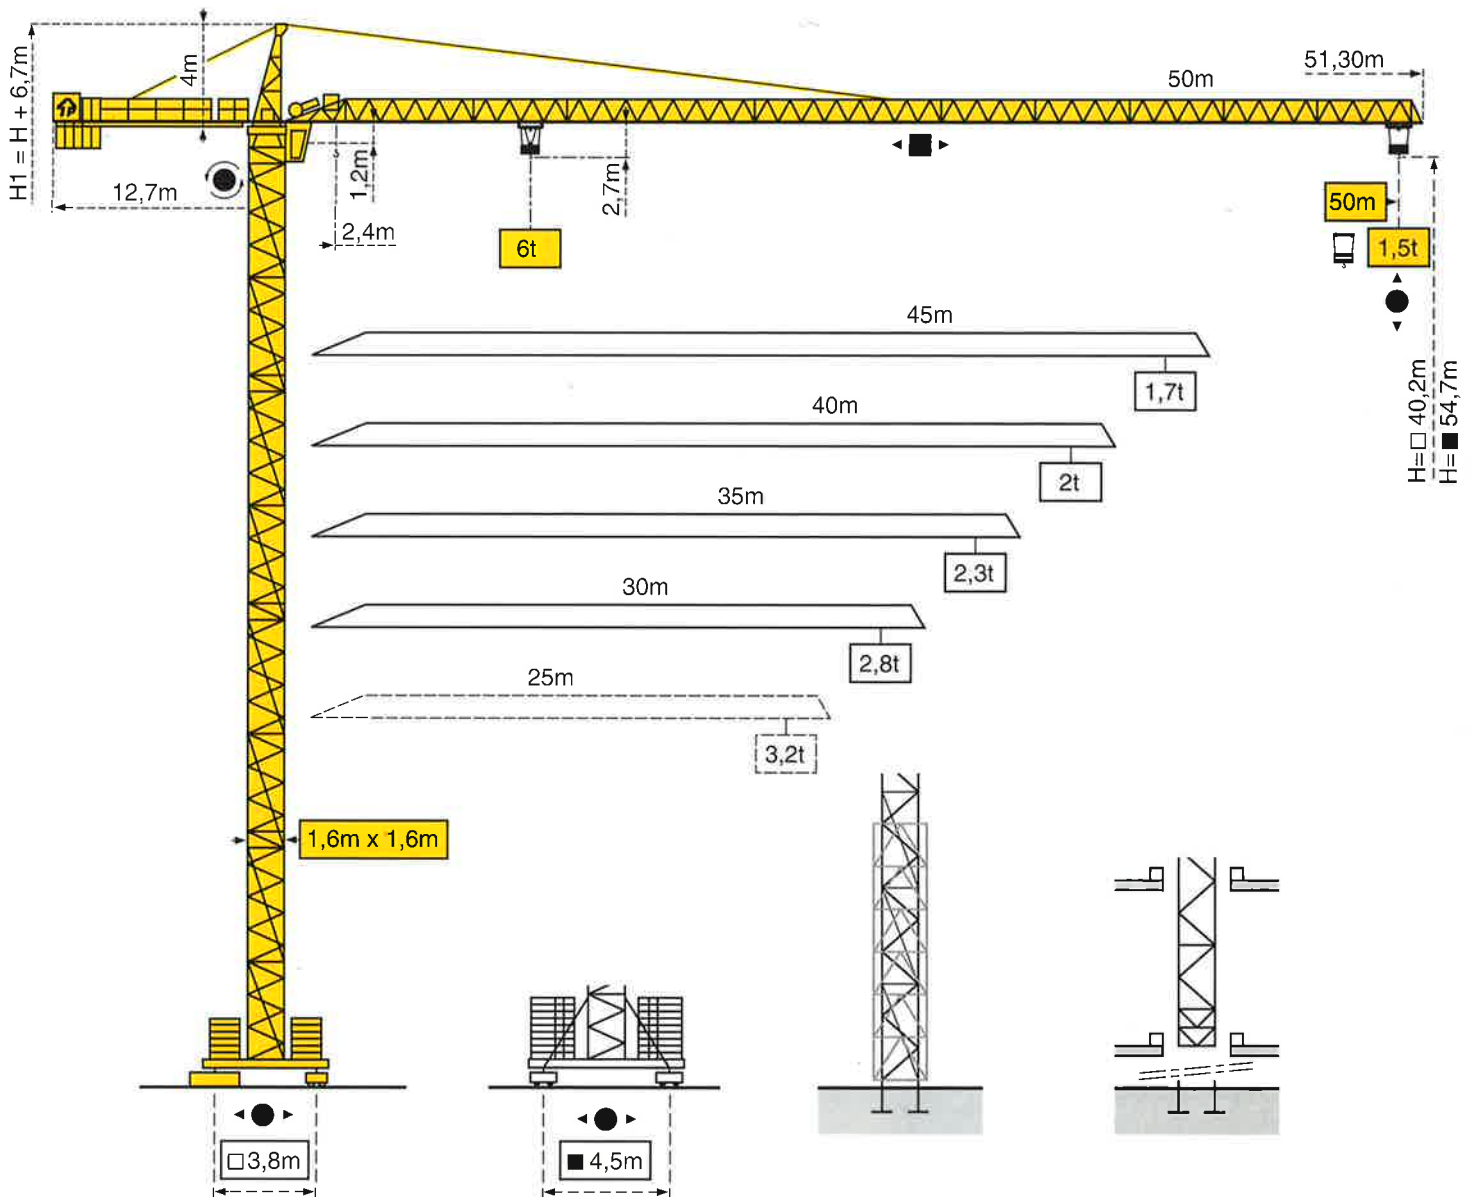 H1 = H + 6,7m
4m
50m
51,30m
12,7m
1,2m
2,4m
2,7m
6t
50m
1,5t
H= □ 40,2m
H= ■ 54,7m
45m
1,7t
40m
2t
35m
2,3t
30m
2,8t
25m
3,2t
1,6m x 1,6m
□ 3,8m
■ 4,5m